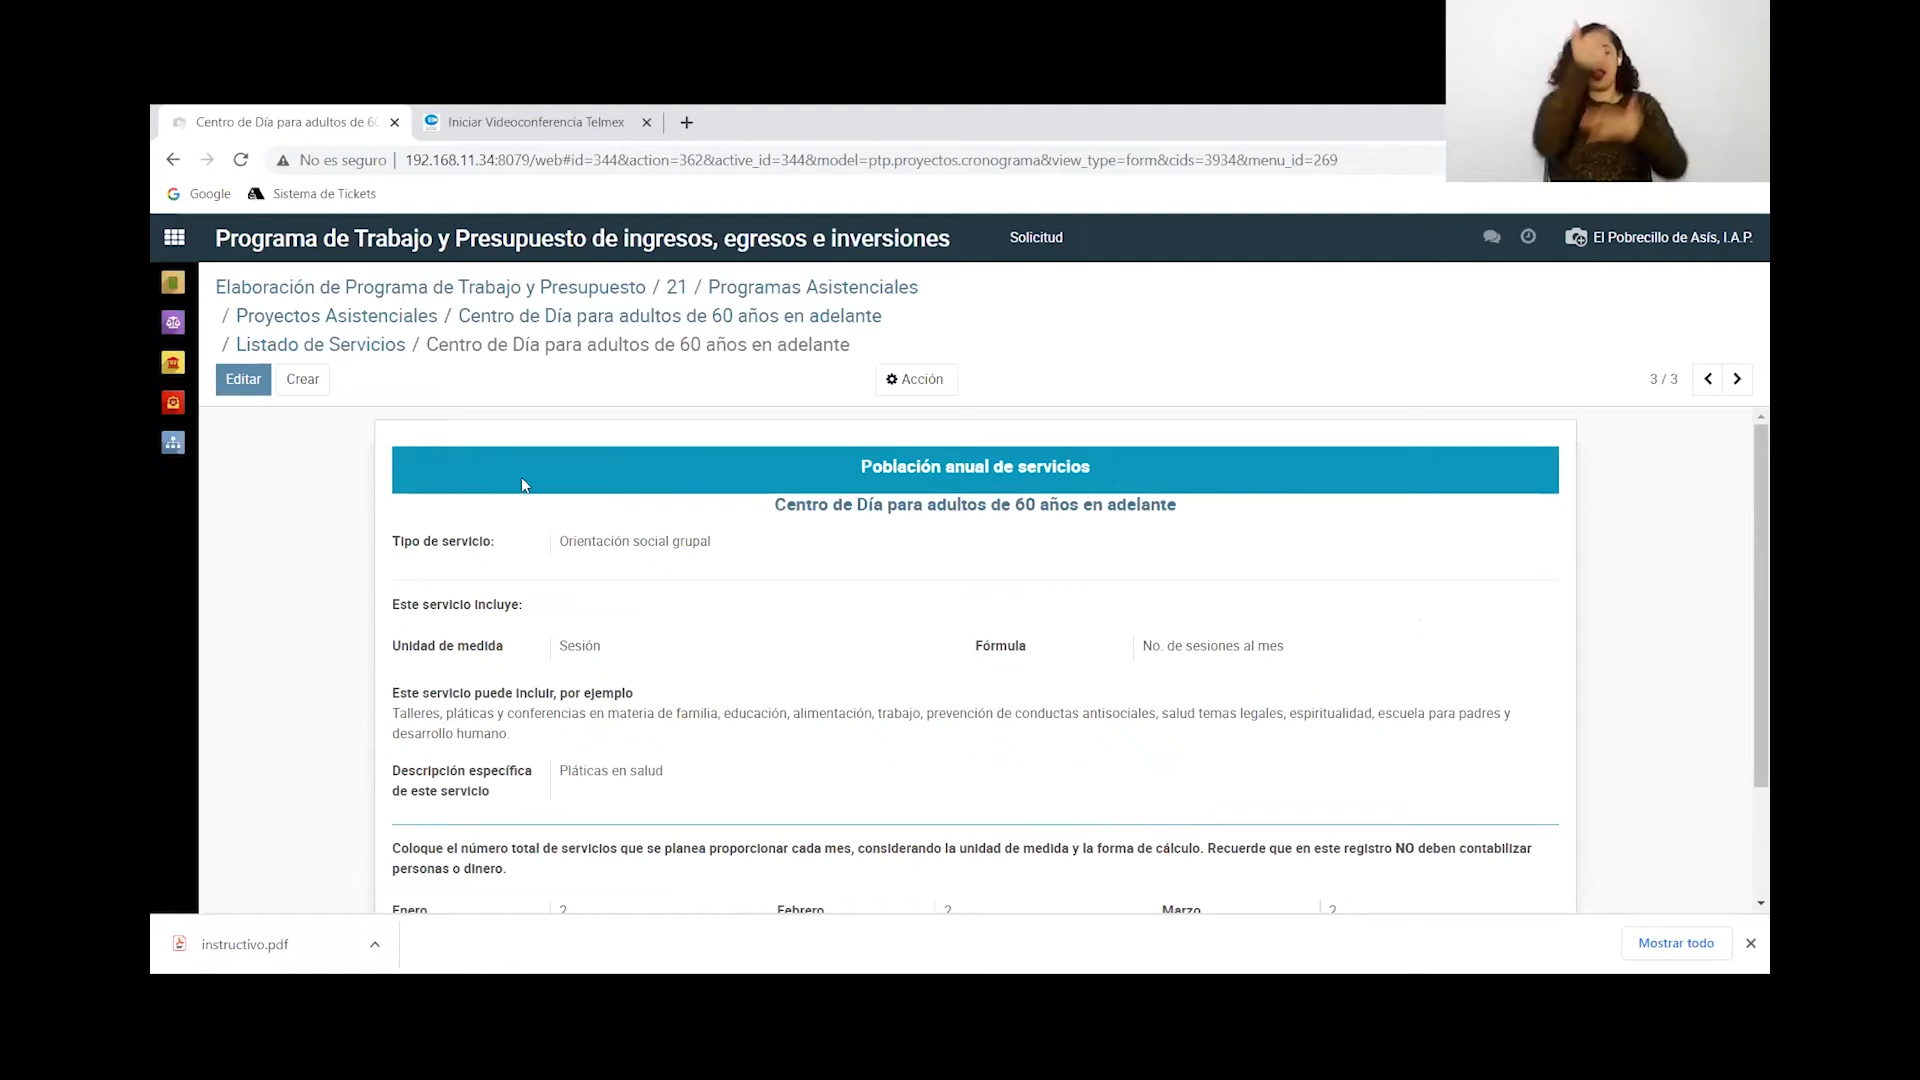 Centro de Día para adultos de 60
Iniciar Videoconferencia Telmex
No es seguro 192.168.11.34:8079/web#id=344&action=362&active_id=344&model=ptp.proyectos.cronograma&view_type=form&cids=3934&menu_id=269
Google Sistema de Tickets
Programa de Trabajo y Presupuesto de ingresos, egresos e inversiones Solicitud El Pobrecillo de Asís, I.A.P.
Elaboración de Programa de Trabajo y Presupuesto / 21 / Programas Asistenciales
/ Proyectos Asistenciales / Centro de Día para adultos de 60 años en adelante
/ Listado de Servicios / Centro de Día para adultos de 60 años en adelante
Editar Crear Acción 3 / 3
Población anual de servicios
Centro de Día para adultos de 60 años en adelante
Tipo de servicio: Orientación social grupal
Este servicio incluye:
Unidad de medida Sesión Fórmula No. de sesiones al mes
Este servicio puede incluir, por ejemplo
Talleres, pláticas y conferencias en materia de familia, educación, alimentación, trabajo, prevención de conductas antisociales, salud temas legales, espiritualidad, escuela para padres y
desarrollo humano.
Descripción específica Pláticas en salud
de este servicio
Coloque el número total de servicios que se planea proporcionar cada mes, considerando la unidad de medida y la forma de cálculo. Recuerde que en este registro NO deben contabilizar
personas o dinero.
Enero 2 Febrero 2 Marzo 2
instructivo.pdf Mostrar todo